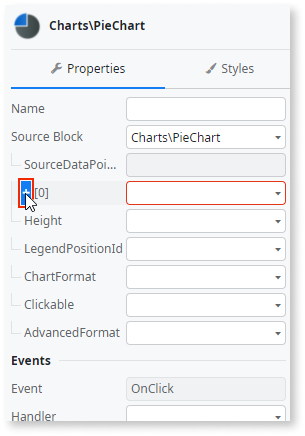 Charts\PieChart
Properties Styles
Name
Source Block Charts\PieChart
SourceDataPoi...
[0]
Height
LegendPositionId
ChartFormat
Clickable
AdvancedFormat
Events
Event OnClick
Handler